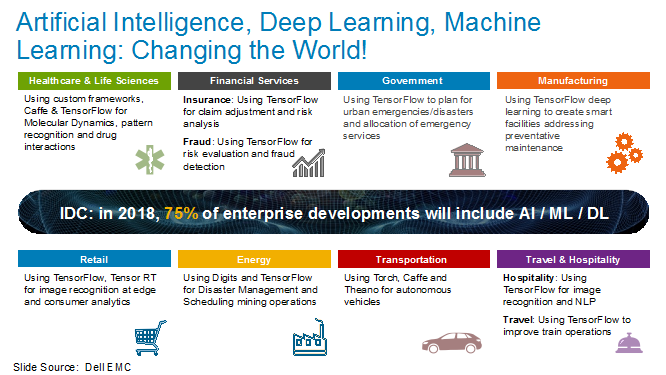 Artificial Intelligence, Deep Learning, Machine
Learning: Changing the World!
Healthcare & Life Sciences
Using custom frameworks,
Caffe & TensorFlow for
Molecular Dynamics, pattern
recognition and drug
interactions
Financial Services
Insurance: Using TensorFlow
for claim adjustment and risk
analysis
Fraud: Using TensorFlow for
risk evaluation and fraud
detection
Government
Using TensorFlow to plan for
urban emergencies/disasters
and allocation of emergency
services
Manufacturing
Using TensorFlow deep
learning to create smart
facilities addressing
preventative
maintenance
IDC: in 2018, 75% of enterprise developments will include AI / ML / DL
Retail
Using TensorFlow, Tensor RT
for image recognition at edge
and consumer analytics
Energy
Using Digits and TensorFlow
for Disaster Management and
Scheduling mining operations
Transportation
Using Torch, Caffe and
Theano for autonomous
vehicles
Travel & Hospitality
Hospitality: Using
TensorFlow for image
recognition and NLP
Travel: Using TensorFlow to
improve train operations
Slide Source: Dell EMC